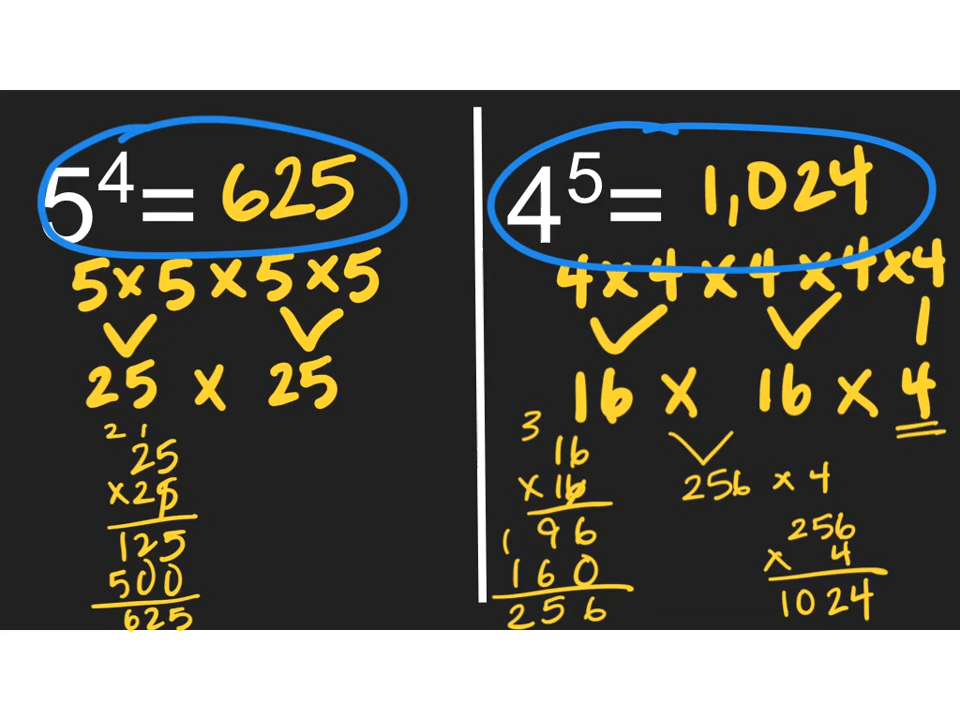 5⁴= 625
5 x 5 x 5 x 5
25 x 25
2 1
25
x 25
125
500
625
4⁵= 1,024
4 x 4 x 4 x 4 x 4
16 x 16 x 4
3
16
x 16
1 96
160
256
256 x 4
256
x 4
1024